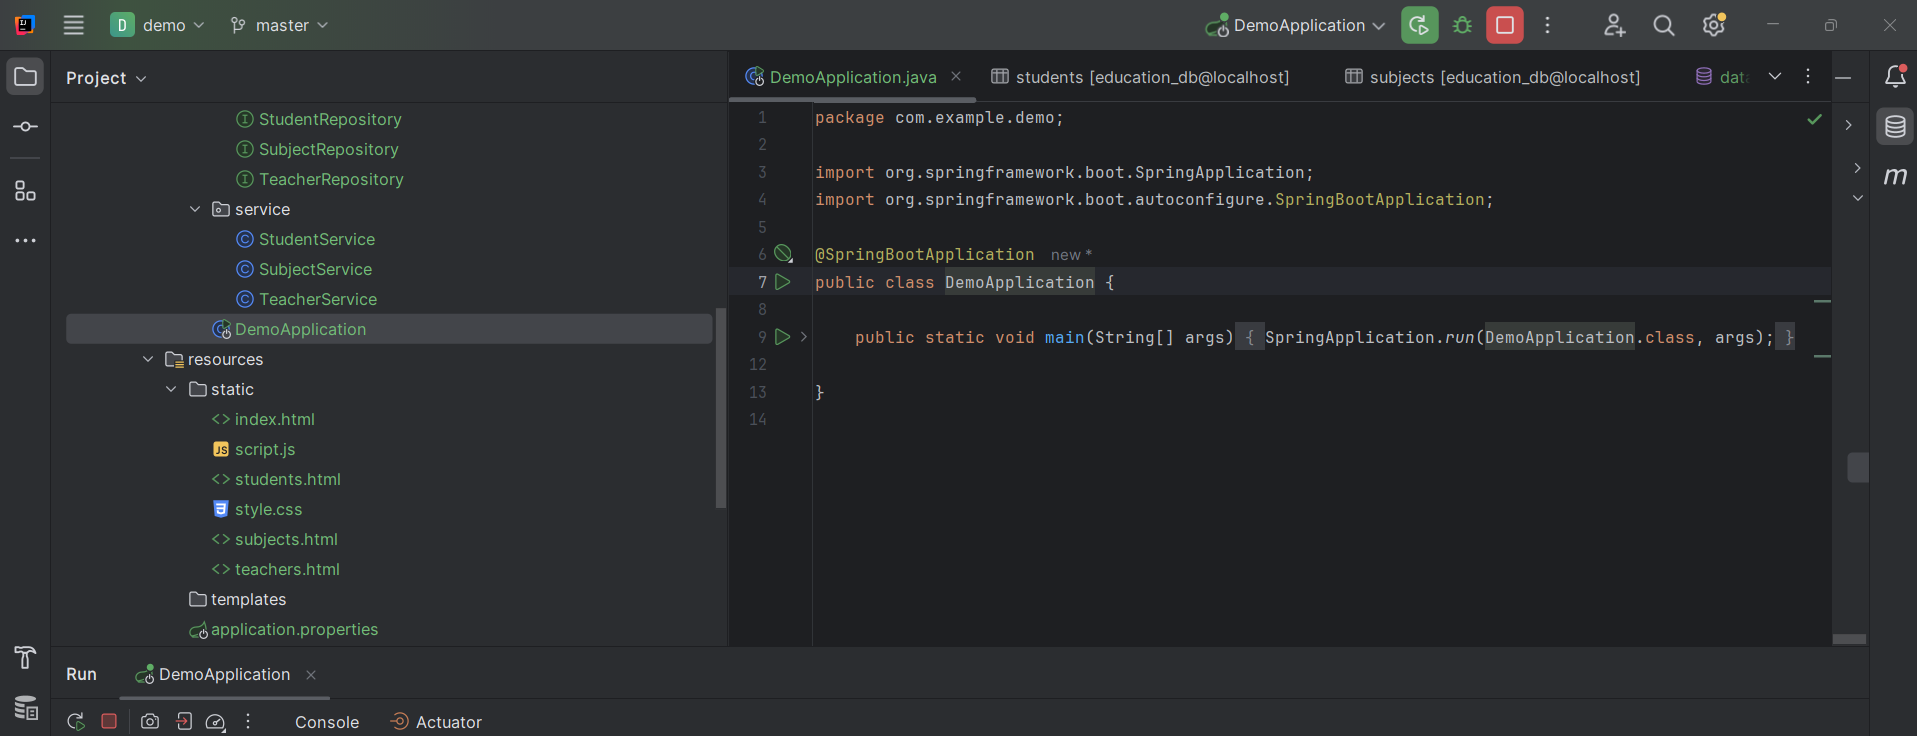 D demo master DemoApplication
Project
StudentRepository
SubjectRepository
TeacherRepository
service
StudentService
SubjectService
TeacherService
DemoApplication
resources
static
<> index.html
JS script.js
<> students.html
style.css
<> subjects.html
<> teachers.html
templates
application.properties
DemoApplication.java students [education_db@localhost] subjects [education_db@localhost] dat
1 package com.example.demo;
2
3 import org.springframework.boot.SpringApplication;
4 import org.springframework.boot.autoconfigure.SpringBootApplication;
5
6 @SpringBootApplication new *
7 public class DemoApplication {
8
9 public static void main(String[] args) { SpringApplication.run(DemoApplication.class, args); }
12
13 }
14
m
Run DemoApplication
Console Actuator